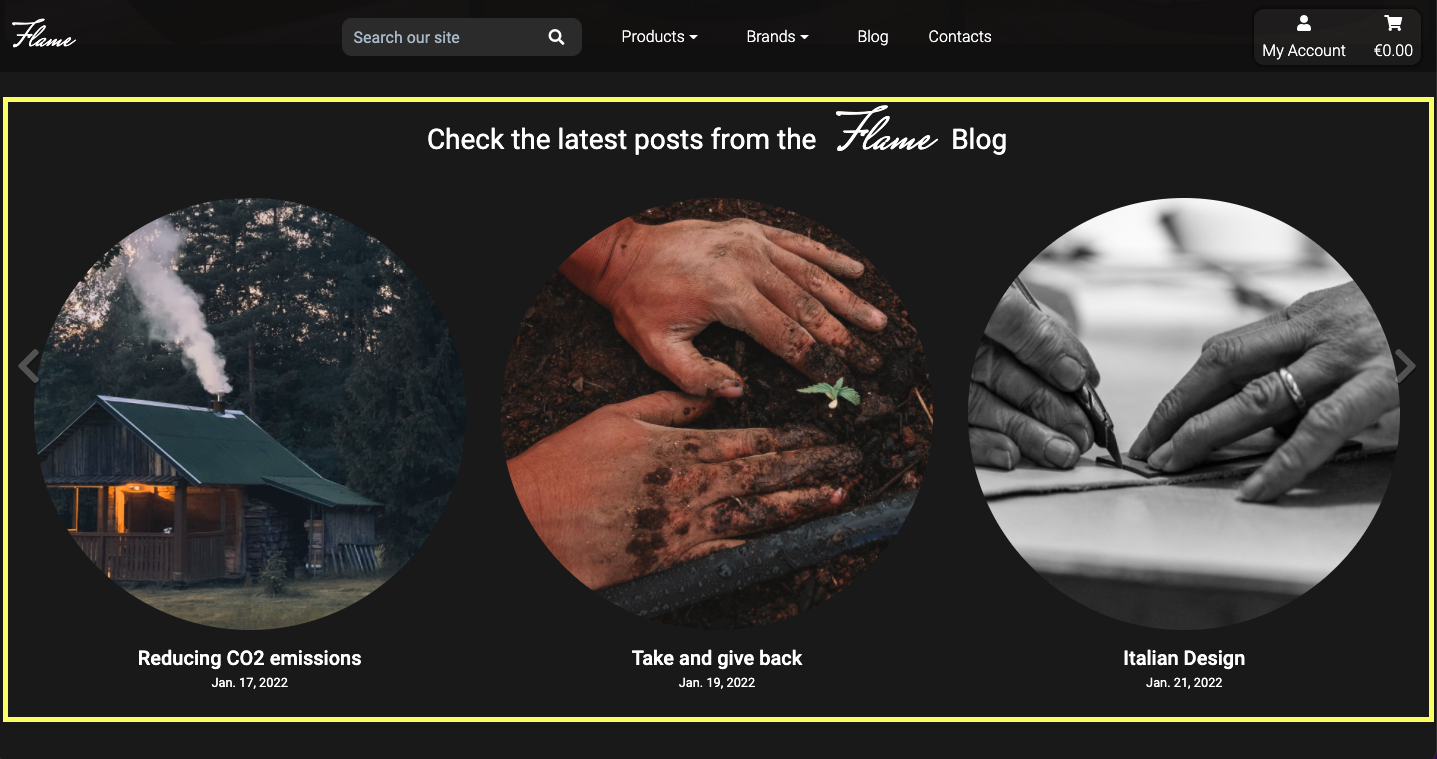 Flame
Search our site
Products
Brands
Blog
Contacts
My Account
€0.00
Check the latest posts from the Flame Blog
Reducing CO2 emissions
Jan. 17, 2022
Take and give back
Jan. 19, 2022
Italian Design
Jan. 21, 2022